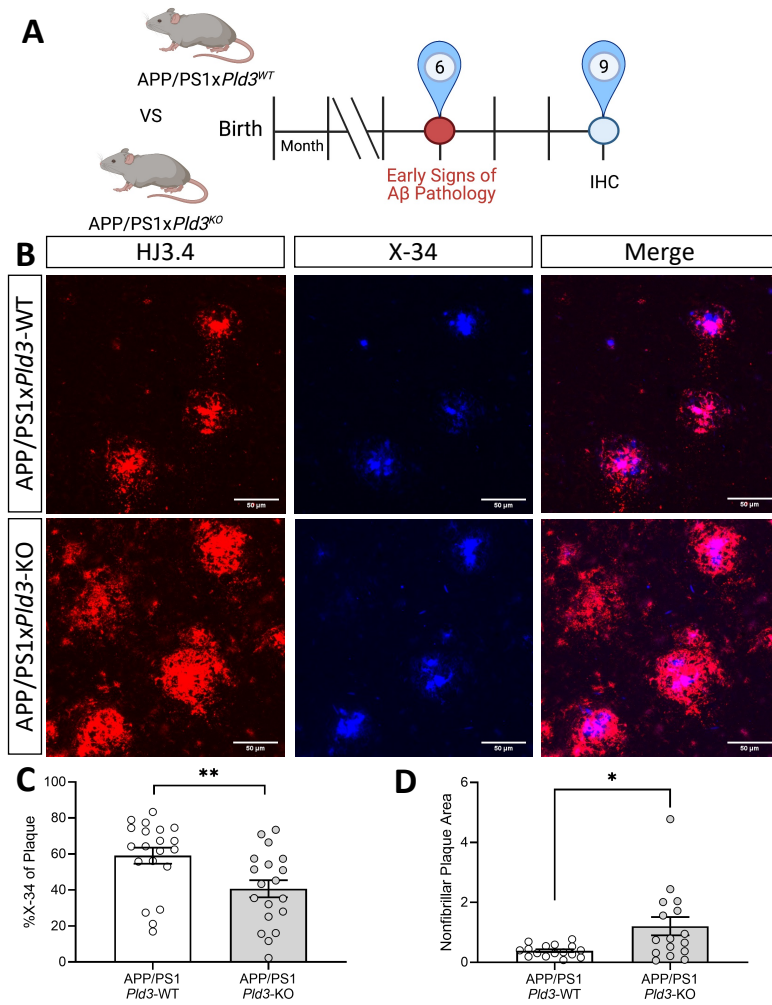 A
APP/PS1xPld3WT
VS
APP/PS1xPld3KO
Birth
Month
6
9
Early Signs of
Aβ Pathology
IHC
B
HJ3.4
X-34
Merge
APP/PS1xPld3-WT
50 μm
50 μm
50 μm
APP/PS1xPld3-KO
50 μm
50 μm
50 μm
C
%X-34 of Plaque
100
80
60
40
20
0
**
APP/PS1
Pld3-WT
APP/PS1
Pld3-KO
D
Nonfibrillar Plaque Area
6
4
2
0
*
APP/PS1
Pld3-WT
APP/PS1
Pld3-KO